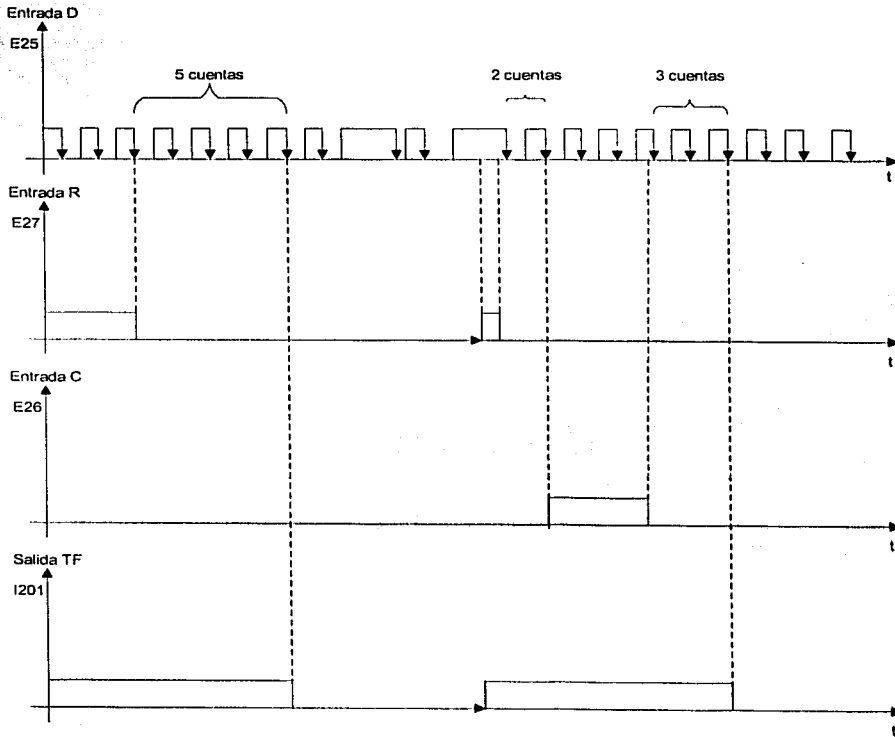 Entrada D
E25
5 cuentas
2 cuentas
3 cuentas
t
Entrada R
E27
t
Entrada C
E26
t
Salida TF
I201
t